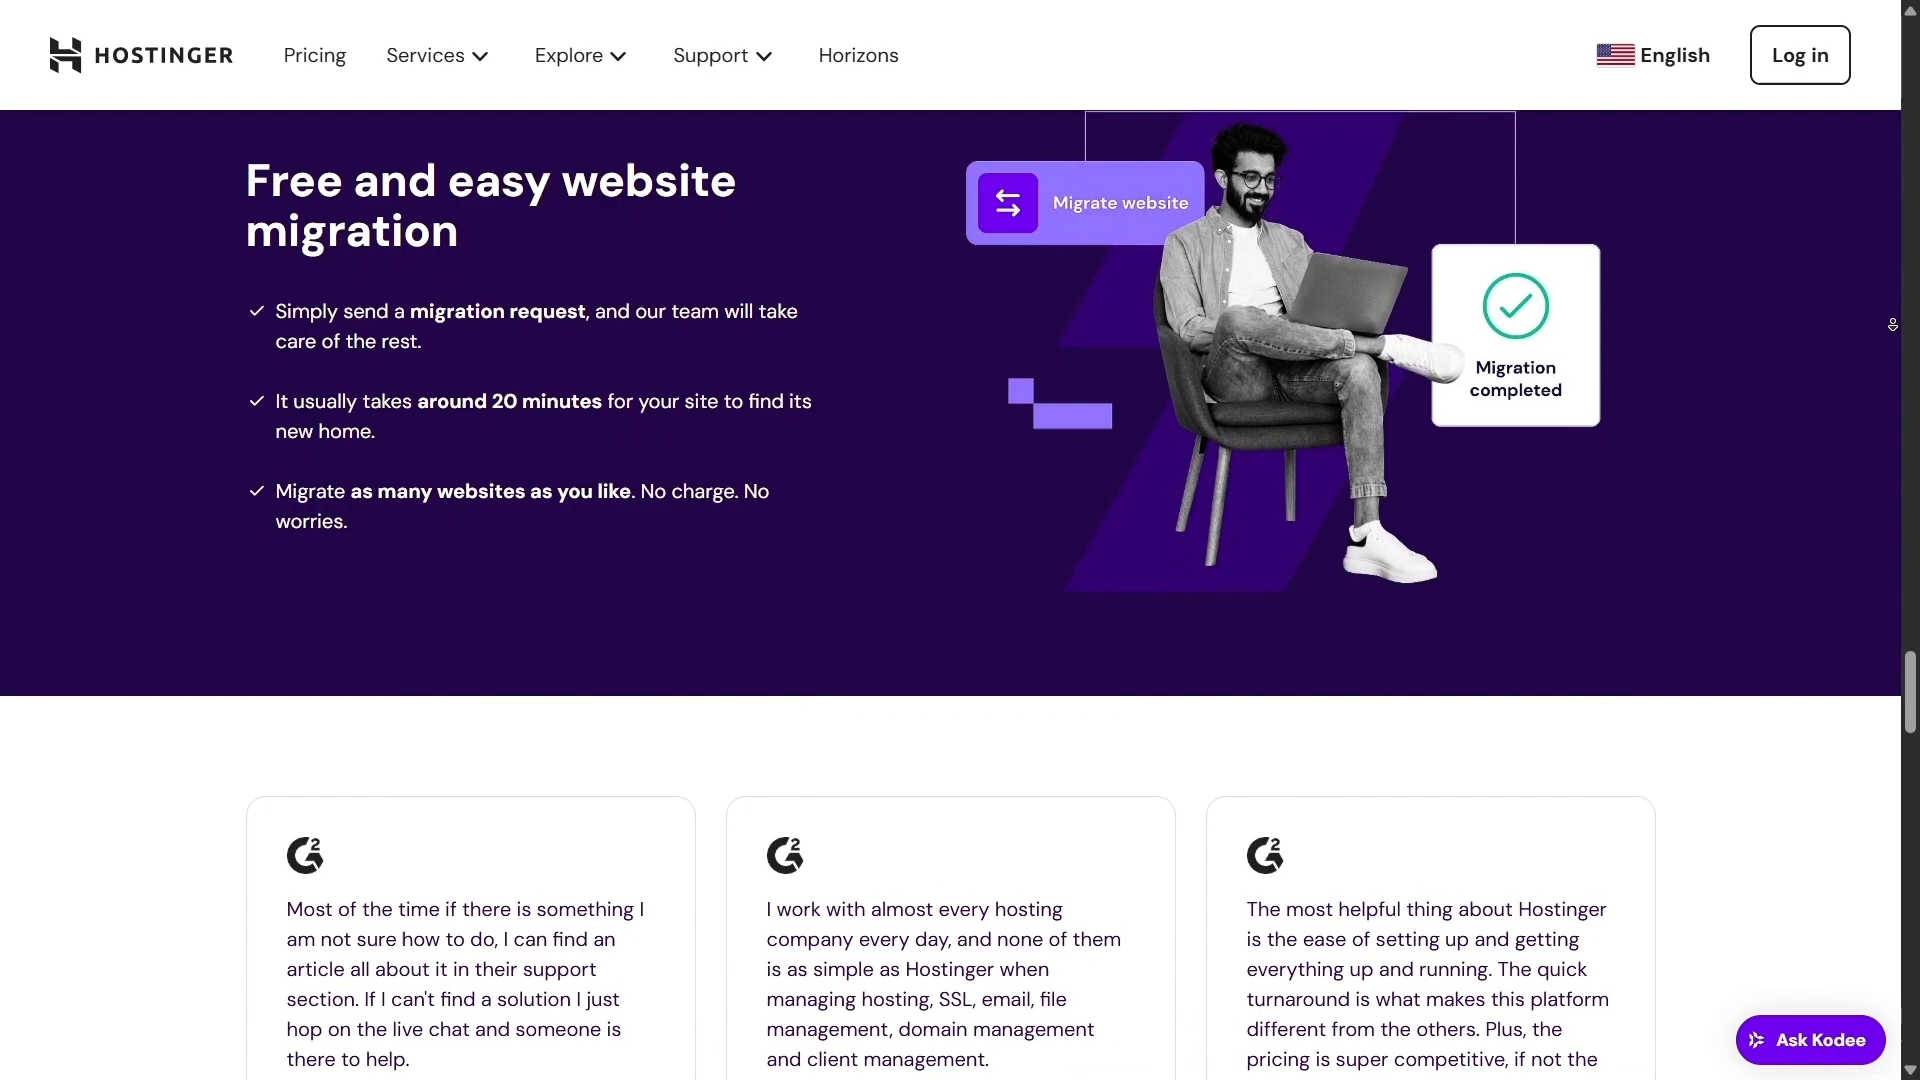 HOSTINGER
Pricing
Services
Explore
Support
Horizons
English
Log in
Free and easy website
migration
Simply send a migration request, and our team will take
care of the rest.
It usually takes around 20 minutes for your site to find its
new home.
Migrate as many websites as you like. No charge. No
worries.
Migrate website
Migration
completed
G2
Most of the time if there is something I
am not sure how to do, I can find an
article all about it in their support
section. If I can't find a solution I just
hop on the live chat and someone is
there to help.
G2
I work with almost every hosting
company every day, and none of them
is as simple as Hostinger when
managing hosting, SSL, email, file
management, domain management
and client management.
G2
The most helpful thing about Hostinger
is the ease of setting up and getting
everything up and running. The quick
turnaround is what makes this platform
different from the others. Plus, the
pricing is super competitive, if not the
Ask Kodee